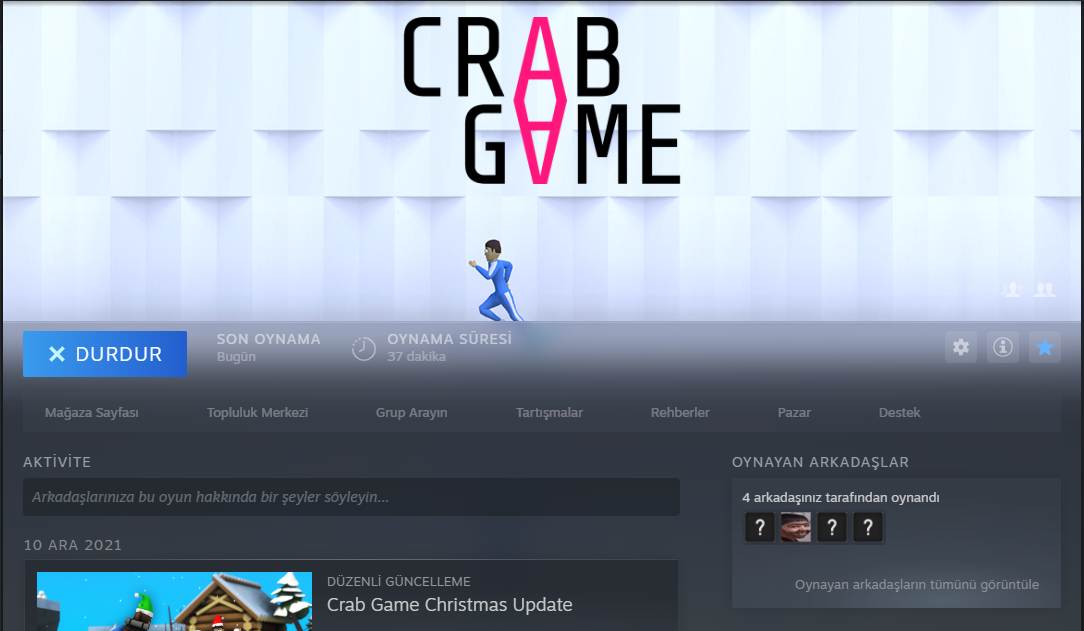 CRAB
GAME
DURDUR
SON OYNAMA
Bugün
OYNAMA SÜRESİ
37 dakika
Mağaza Sayfası
Topluluk Merkezi
Grup Arayın
Tartışmalar
Rehberler
Pazar
Destek
AKTİVİTE
Arkadaşlarınıza bu oyun hakkında bir şeyler söyleyin...
10 ARA 2021
DÜZENLİ GÜNCELLEME
Crab Game Christmas Update
OYNAYAN ARKADAŞLAR
4 arkadaşınız tarafından oynandı
? ? ?
Oynayan arkadaşların tümünü görüntüle